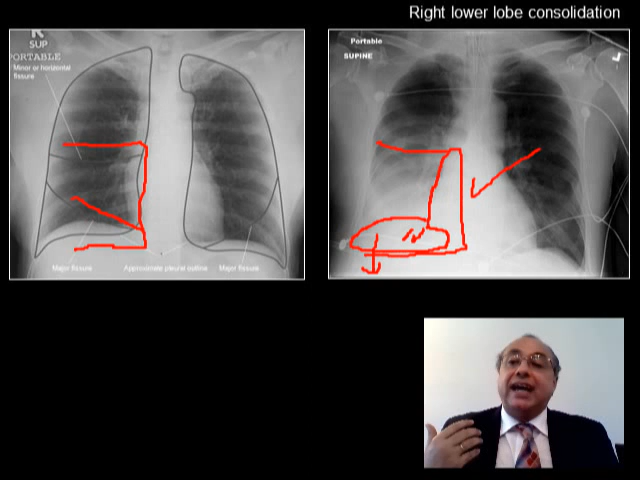 Right lower lobe consolidation
R
SUP
PORTABLE
Minor or horizontal
fissure
Major fissure
Approximate pleural outline
Major fissure
Portable
SUPINE